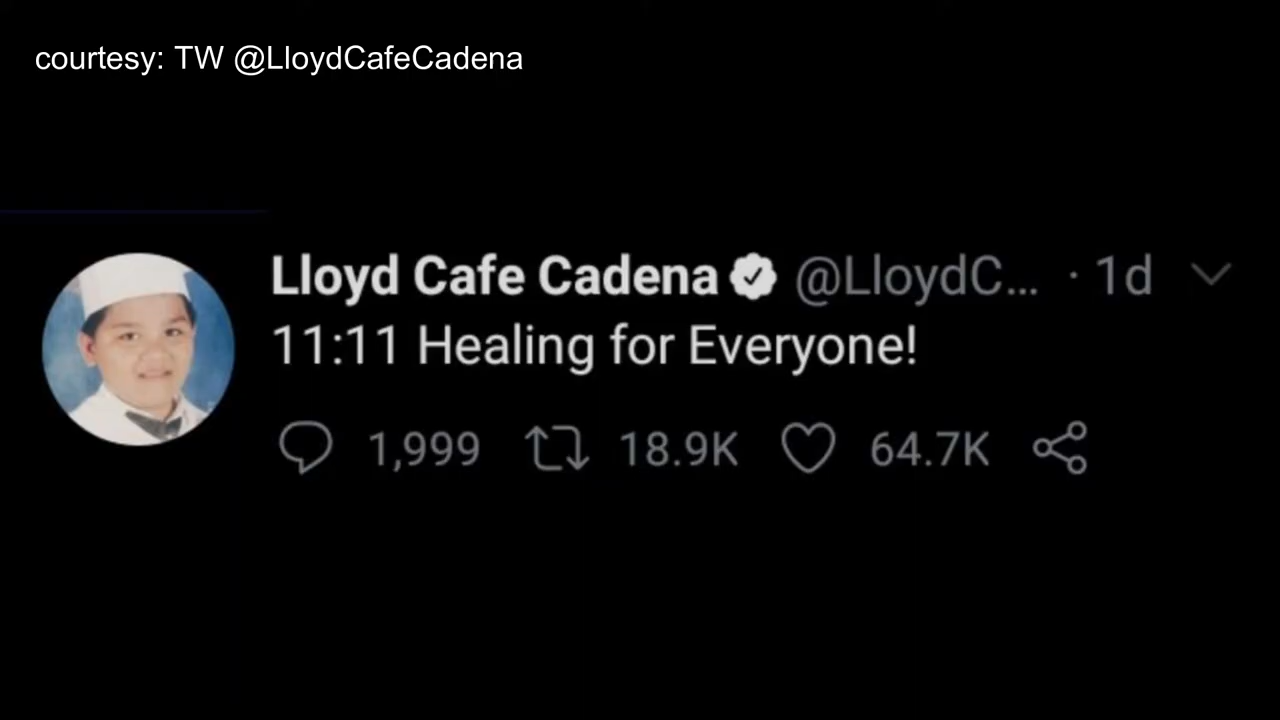 courtesy: TW @LloydCafeCadena
Lloyd Cafe Cadena @LloydC... · 1d
11:11 Healing for Everyone!
1,999 18.9K 64.7K